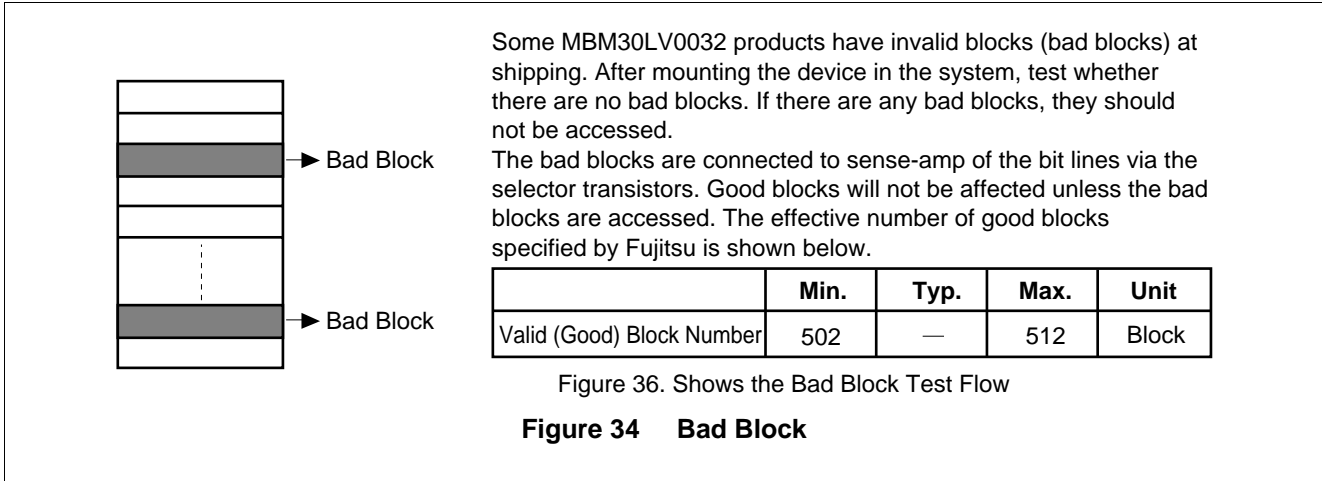 Some MBM30LV0032 products have invalid blocks (bad blocks) at
shipping. After mounting the device in the system, test whether
there are no bad blocks. If there are any bad blocks, they should
not be accessed.
The bad blocks are connected to sense-amp of the bit lines via the
selector transistors. Good blocks will not be affected unless the bad
blocks are accessed. The effective number of good blocks
specified by Fujitsu is shown below.
Bad Block
Bad Block
Min. Typ. Max. Unit
Valid (Good) Block Number 502 — 512 Block
Figure 36. Shows the Bad Block Test Flow
Figure 34 Bad Block